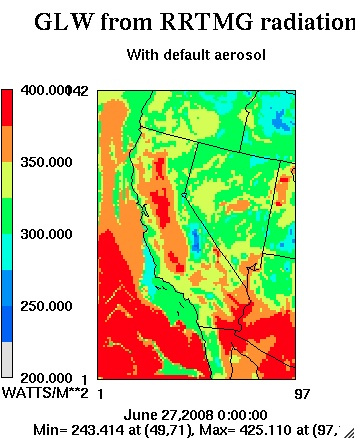 GLW from RRTMG radiation
With default aerosol
400.000
142
350.000
300.000
250.000
200.000
1
WATTS/M**2
1 97
June 27,2008 0:00:00
Min= 243.414 at (49,71), Max= 425.110 at (97,